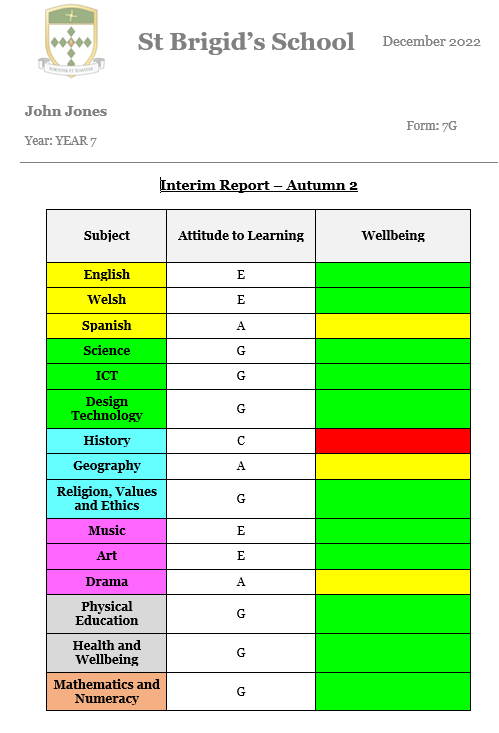 St Brigid's School
December 2022
John Jones
Form: 7G
Year: YEAR 7
Interim Report – Autumn 2
Subject Attitude to Learning Wellbeing
English E
Welsh E
Spanish A
Science G
ICT G
Design
Technology G
History C
Geography A
Religion, Values
and Ethics G
Music E
Art E
Drama A
Physical
Education G
Health and
Wellbeing G
Mathematics and
Numeracy G